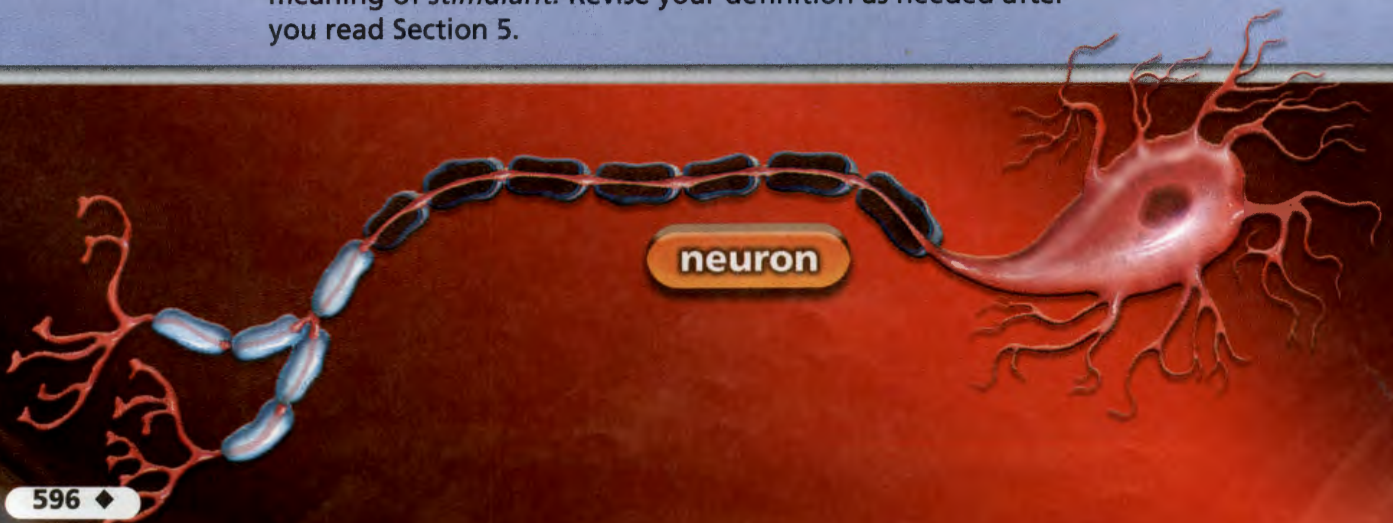 meaning of stimulant. Revise your definition as needed after
you read Section 5.
neuron
596 ◆